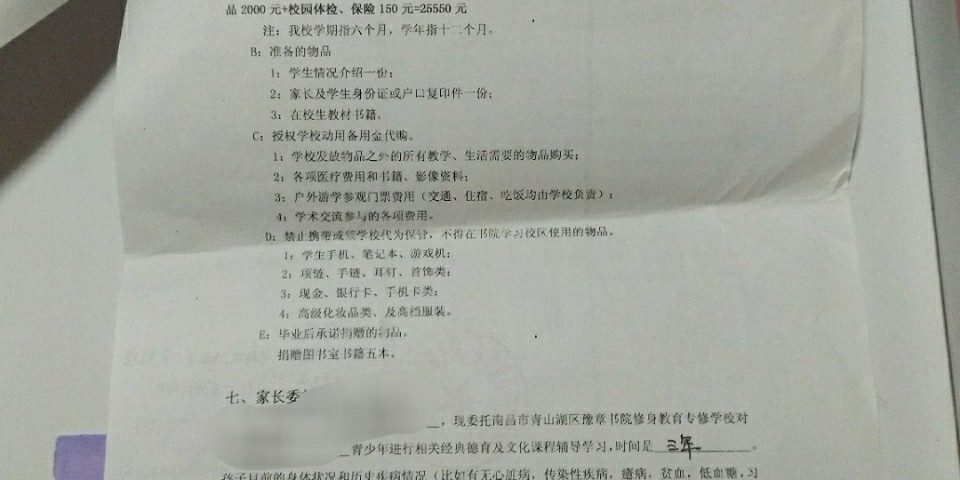 品2000元+校园体检、保险150元=25550元
注：我校学期指六个月，学年指十二个月。
B：准备的物品
1：学生情况介绍一份；
2：家长及学生身份证或户口复印件一份；
3：在校生教材书籍。
C：授权学校动用备用金代购。
1：学校发放物品之外的所有教学、生活需要的物品购买；
2：各项医疗费用和书籍、影像资料；
3：户外游学参观门票费用（交通、住宿、吃饭均由学校负责）；
4：学术交流参与的各项费用。
D：禁止携带或须学校代为保管，不得在书院学习校区使用的物品。
1：学生手机、笔记本、游戏机；
2：项链、手链、耳钉、首饰类；
3：现金、银行卡、手机卡类；
4：高级化妆品类、及高档服装。
E：毕业后承诺捐赠的物品。
捐赠图书室书籍五本。
七、家长委
，现委托南昌市青山湖区豫章书院修身教育专修学校对
青少年进行相关经典德育及文化课程辅导学习，时间是 三年 。
孩子目前的身体状况和历史疾病情况（比如有无心脏病，传染性疾病，癔病，贫血，低血糖，习